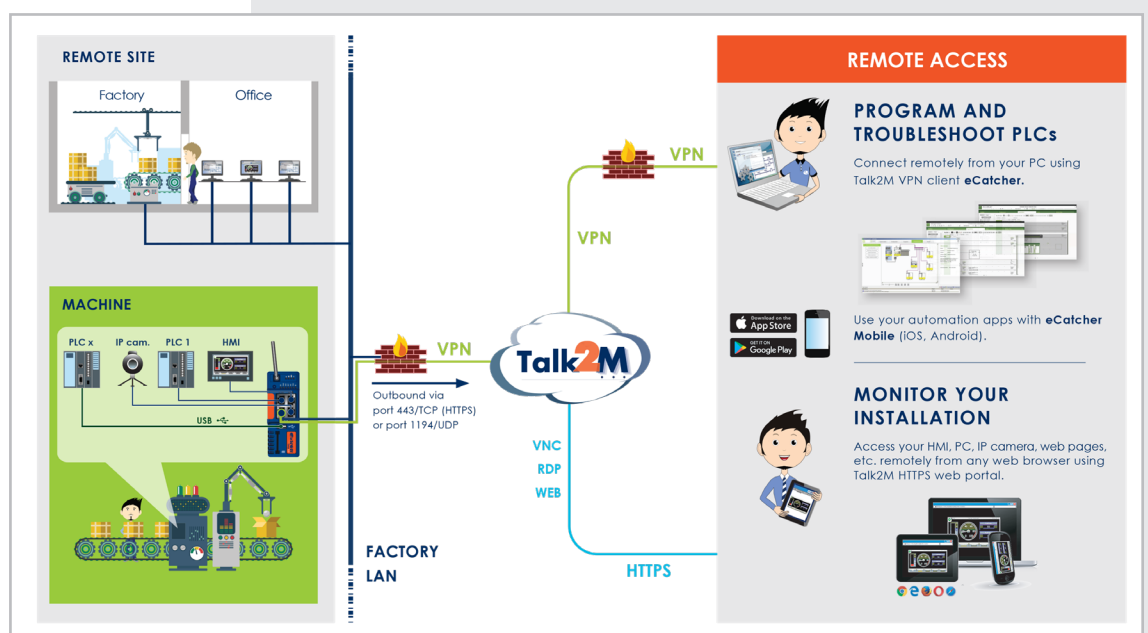 REMOTE SITE
Factory
Office
MACHINE
PLC x
IP cam.
PLC 1
HMI
USB
FACTORY
LAN
VPN
Outbound via
port 443/TCP (HTTPS)
or port 1194/UDP
Talk2M
VPN
VPN
VNC
RDP
WEB
HTTPS
REMOTE ACCESS
PROGRAM AND
TROUBLESHOOT PLCs
Connect remotely from your PC using
Talk2M VPN client eCatcher.
Download on the
App Store
GET IT ON
Google Play
Use your automation apps with eCatcher
Mobile (iOS, Android).
MONITOR YOUR
INSTALLATION
Access your HMI, PC, IP camera, web pages,
etc. remotely from any web browser using
Talk2M HTTPS web portal.